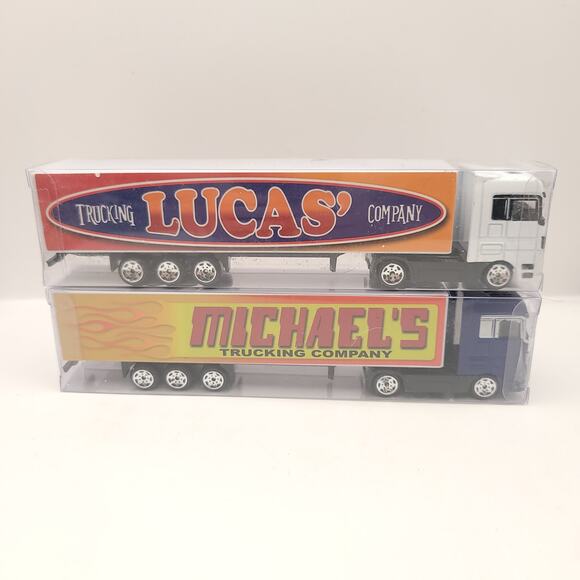 TRUCKING LUCAS' COMPANY
MICHAEL'S
TRUCKING COMPANY